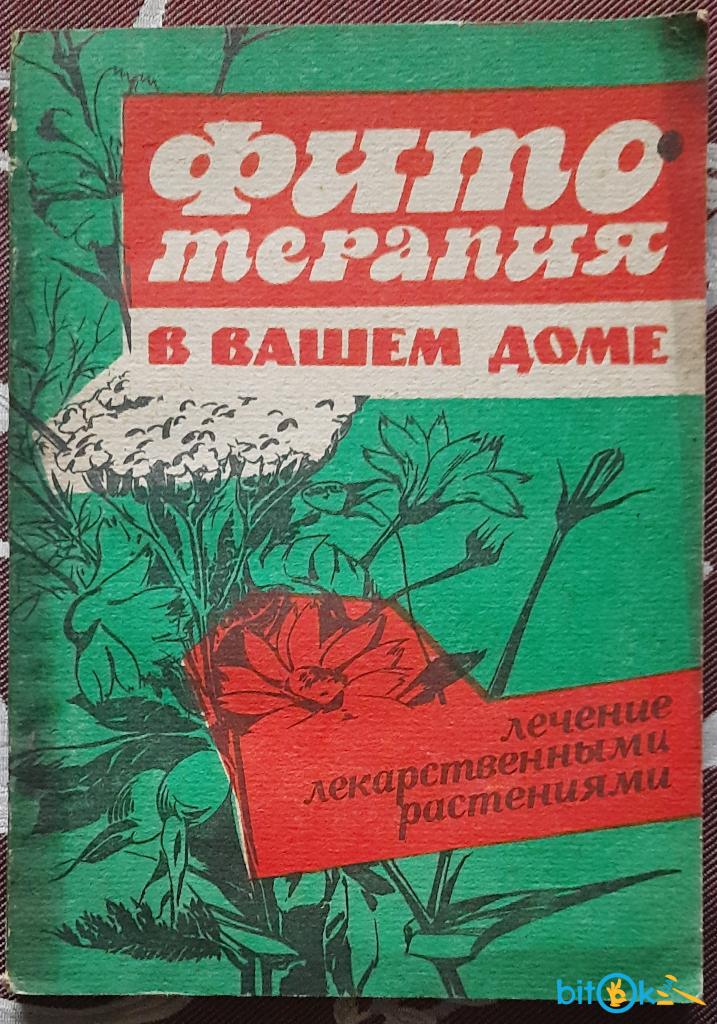 Фито
терапия
В ВАШЕМ ДОМЕ
лечение
лекарственными
растениями
bitOk